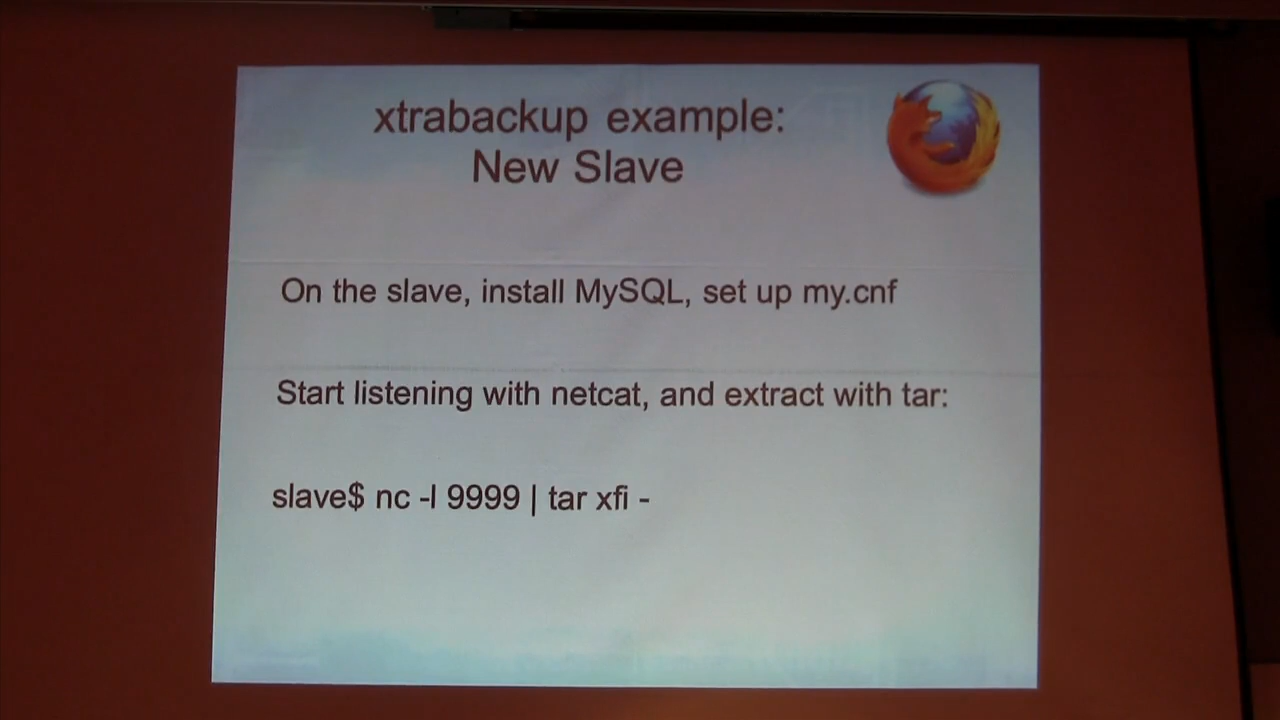 xtrabackup example:
New Slave
On the slave, install MySQL, set up my.cnf
Start listening with netcat, and extract with tar:
slave$ nc -l 9999 | tar xfi -